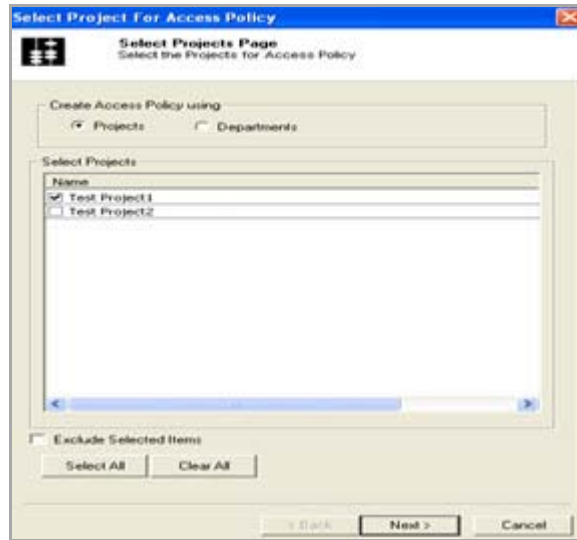 Select Project For Access Policy
Select Projects Page
Select the Projects for Access Policy
Create Access Policy using
Projects Departments
Select Projects
Name
Test Project1
Test Project2
Exclude Selected Items
Select All Clear All
< Back Next > Cancel